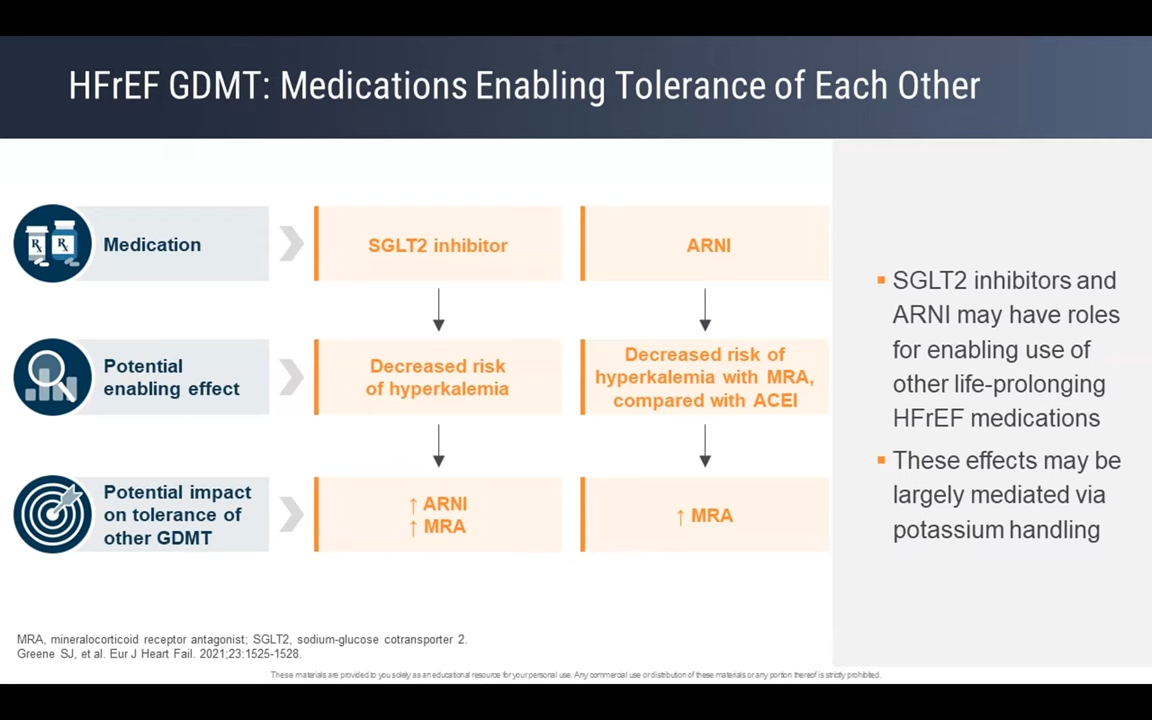 HFrEF GDMT: Medications Enabling Tolerance of Each Other
Rx Rx
Medication
SGLT2 inhibitor
ARNI
Potential
enabling effect
Decreased risk
of hyperkalemia
Decreased risk of
hyperkalemia with MRA,
compared with ACEI
Potential impact
on tolerance of
other GDMT
↑ ARNI
↑ MRA
↑ MRA
▪ SGLT2 inhibitors and
ARNI may have roles
for enabling use of
other life-prolonging
HFrEF medications
▪ These effects may be
largely mediated via
potassium handling
MRA, mineralocorticoid receptor antagonist; SGLT2, sodium-glucose cotransporter 2.
Greene SJ, et al. Eur J Heart Fail. 2021;23:1525-1528.
These materials are provided to you solely as an educational resource for your personal use. Any commercial use or distribution of these materials or any portion thereof is strictly prohibited.